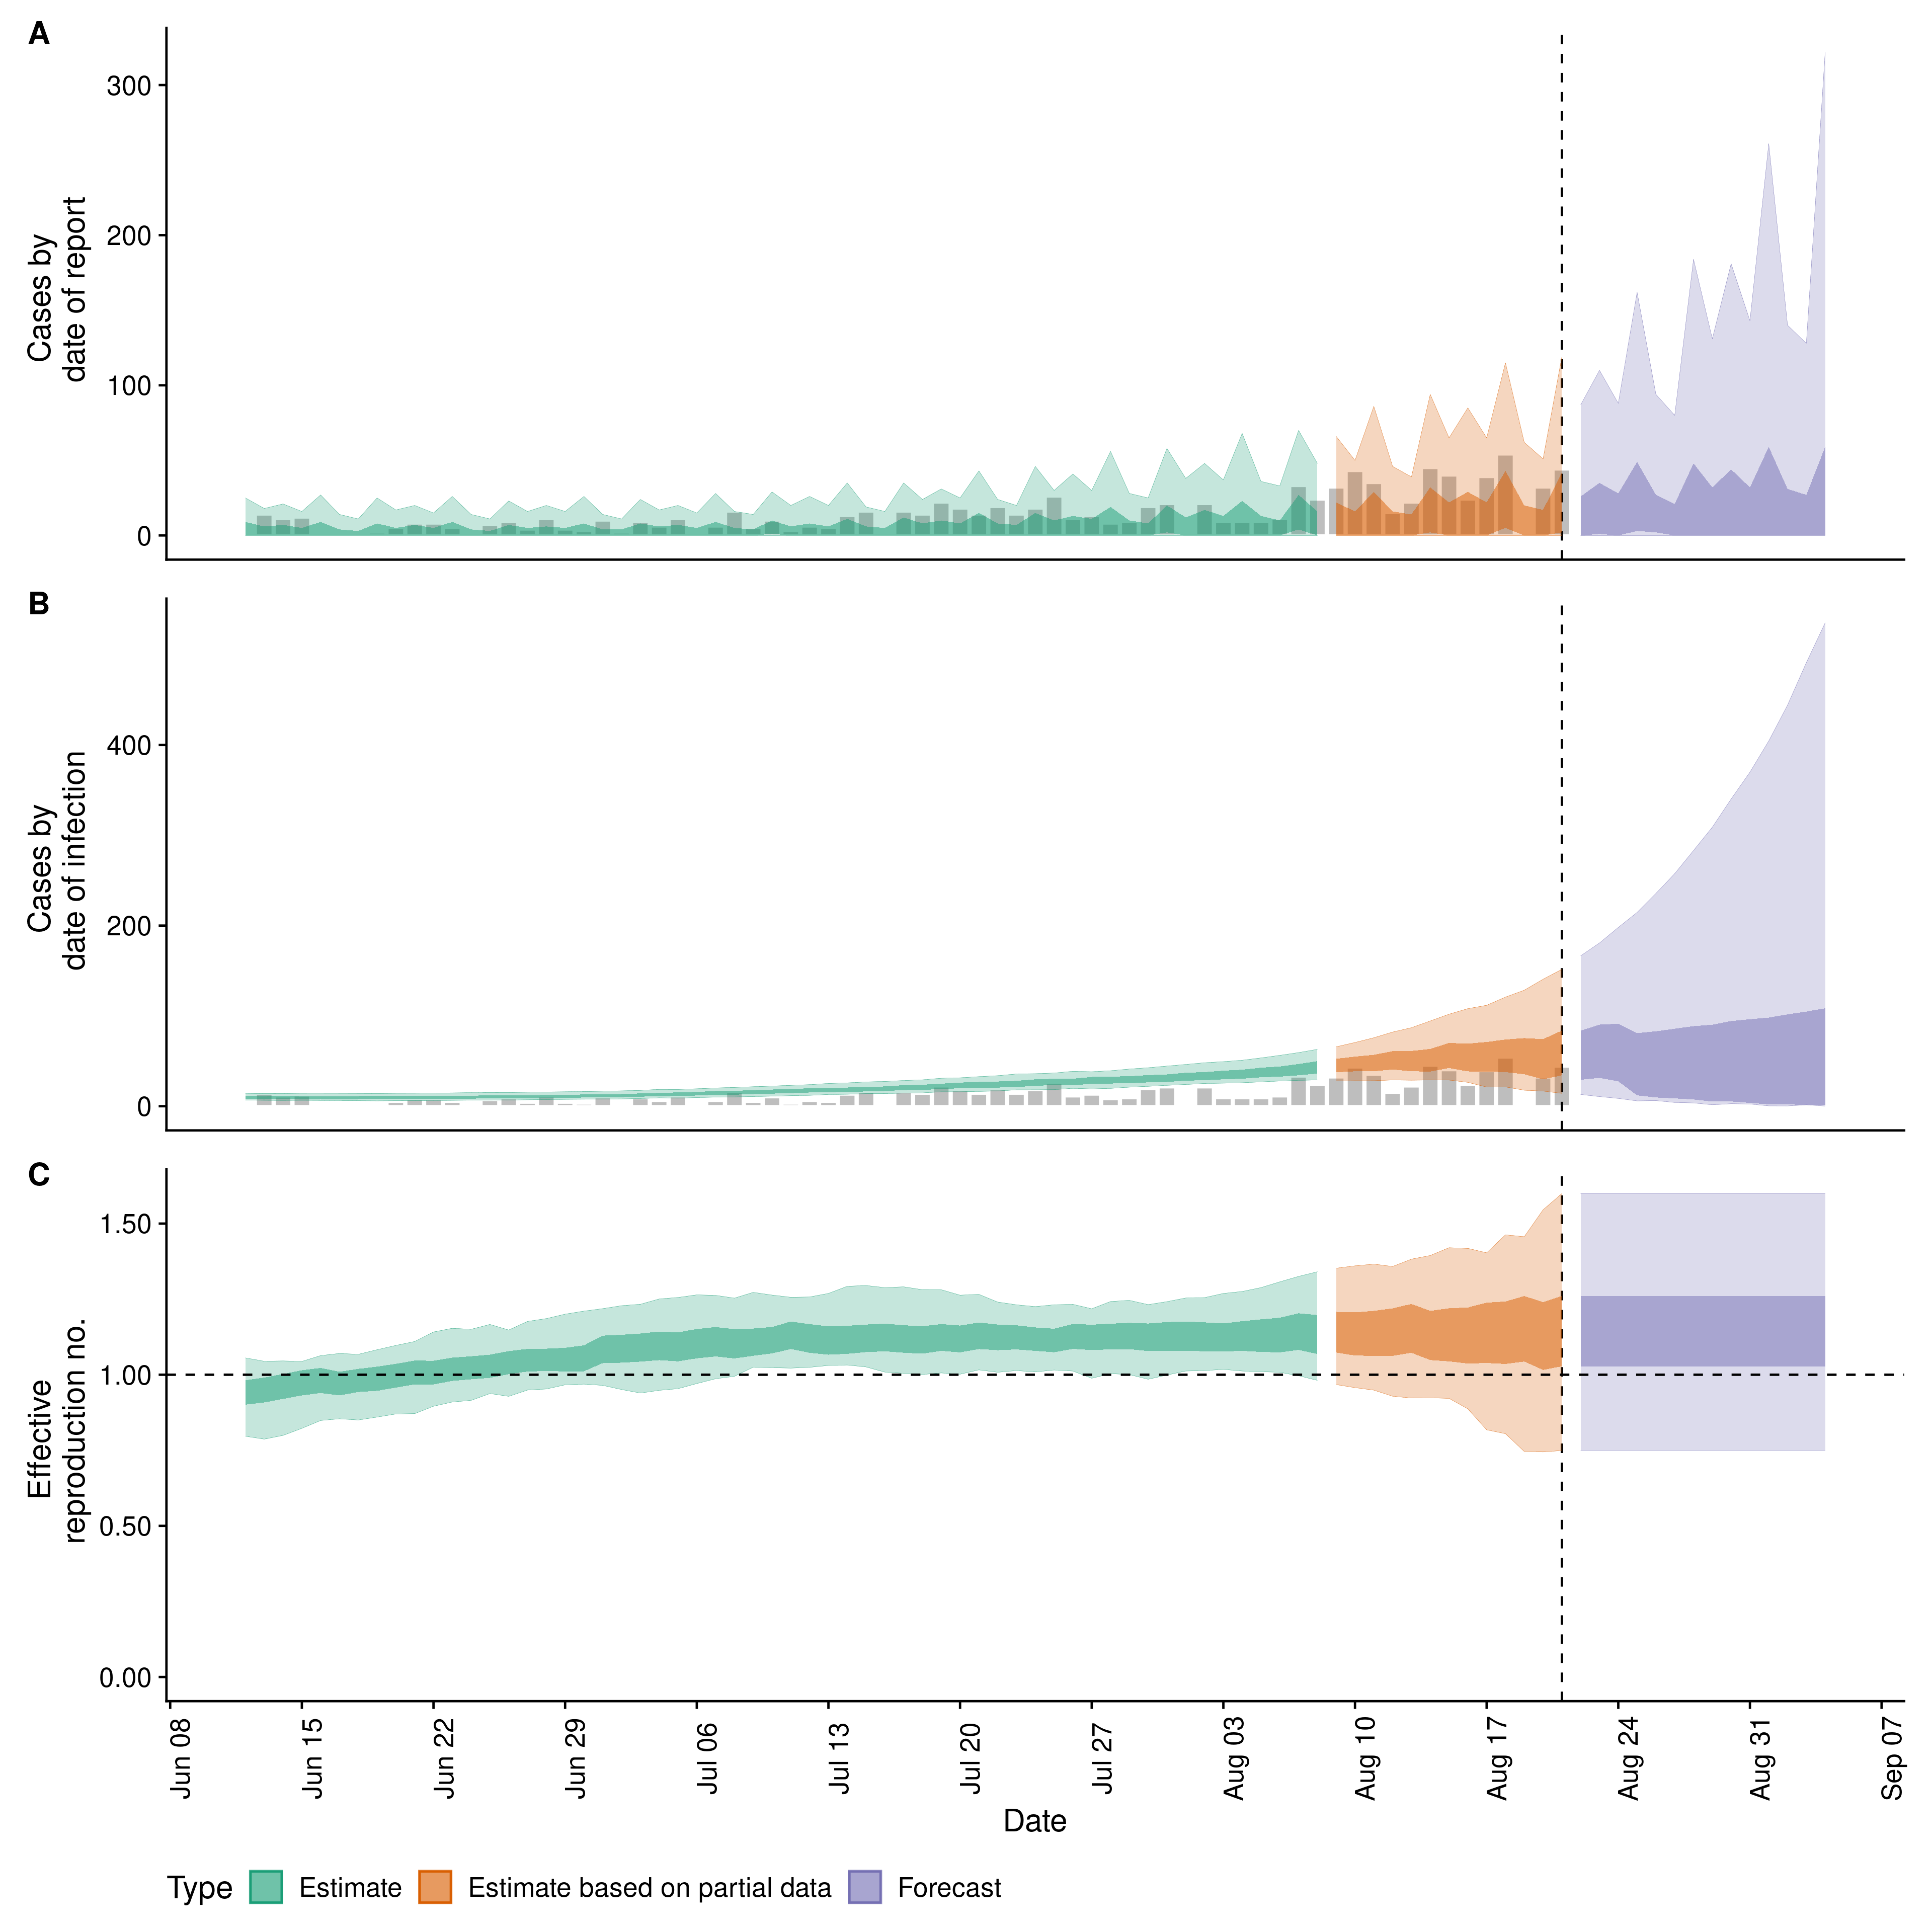 A
300
200
100
0
Cases by
date of report
B
400
200
0
Cases by
date of infection
C
1.50
1.00
0.50
0.00
Effective
reproduction no.
Jun 08
Jun 15
Jun 22
Jun 29
Jul 06
Jul 13
Jul 20
Jul 27
Aug 03
Aug 10
Aug 17
Aug 24
Aug 31
Sep 07
Date
Type Estimate Estimate based on partial data Forecast